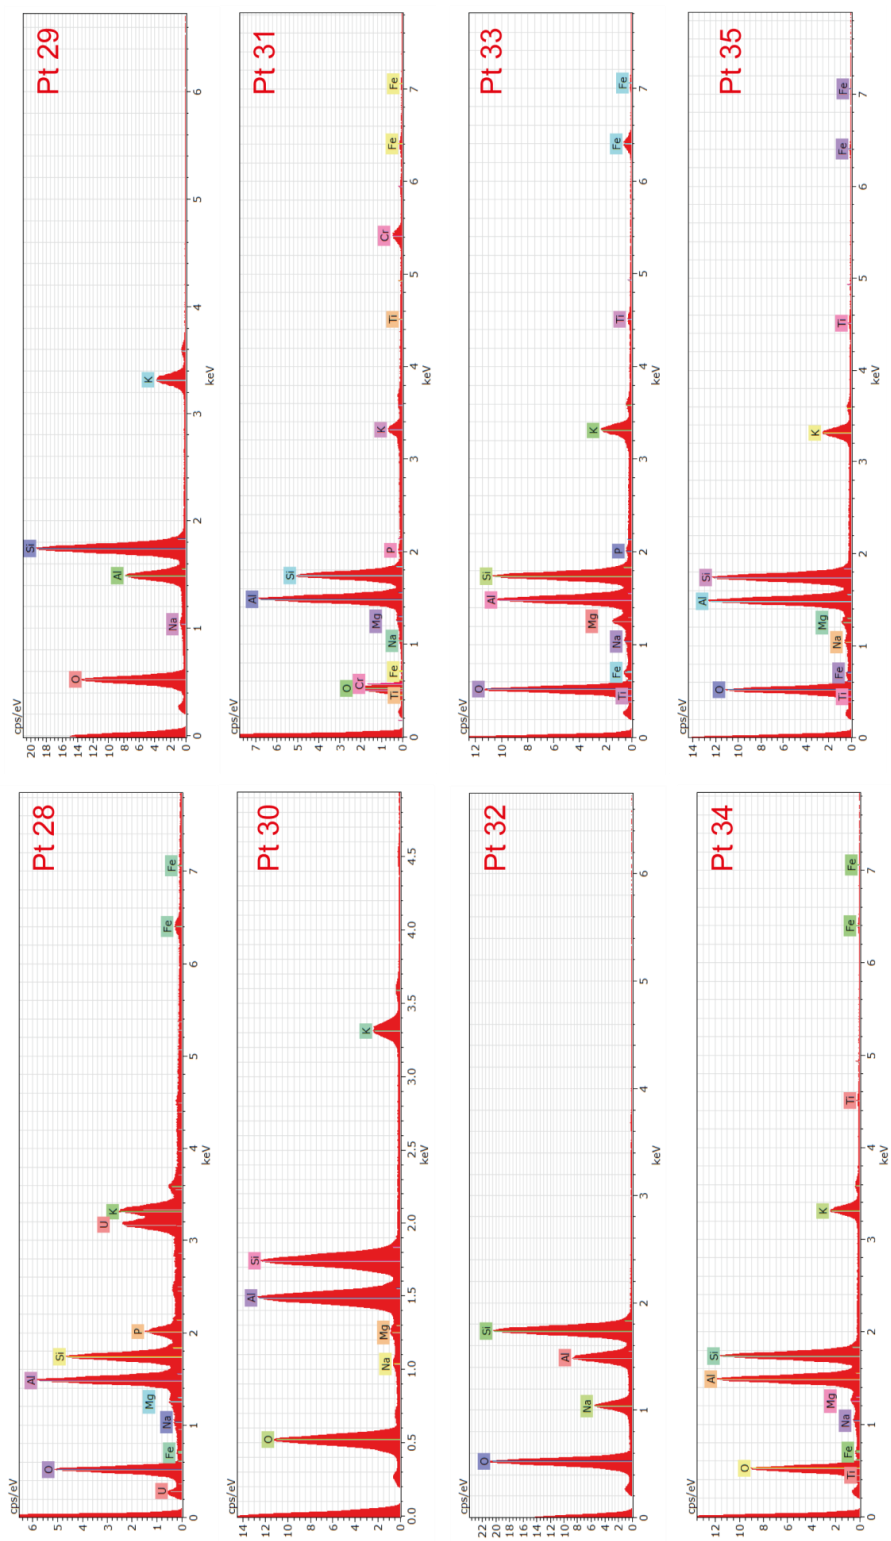 cps/eV
Pt 28
6
5
4
3
2
1
0
U O Fe Na Mg Al Si P U K Fe Fe
0 1 2 3 4 5 6 7
keV
cps/eV
Pt 29
20
18
16
14
12
10
8
6
4
2
0
O Na Al Si K
0 1 2 3 4 5 6
keV
cps/eV
Pt 30
14
12
10
8
6
4
2
0
O Na Mg Al Si K
0.0 0.5 1.0 1.5 2.0 2.5 3.0 3.5 4.0 4.5
keV
cps/eV
Pt 31
7
6
5
4
3
2
1
0
Ti O Cr Fe Na Mg Al Si P K Ti Cr Fe Fe
0 1 2 3 4 5 6 7
keV
cps/eV
Pt 32
22
20
18
16
14
12
10
8
6
4
2
0
O Na Al Si
0 1 2 3 4 5 6
keV
cps/eV
Pt 33
12
10
8
6
4
2
0
Ti O Fe Na Mg Al Si P K Ti Fe Fe
0 1 2 3 4 5 6 7
keV
cps/eV
Pt 34
12
10
8
6
4
2
0
Ti O Fe Na Mg Al Si K Ti Fe Fe
0 1 2 3 4 5 6 7
keV
cps/eV
Pt 35
14
12
10
8
6
4
2
0
Ti O Fe Na Mg Al Si K Ti Fe Fe
0 1 2 3 4 5 6 7
keV